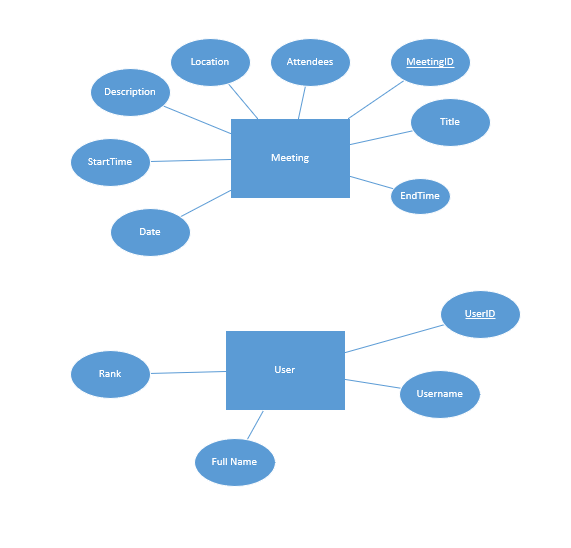 Location
Attendees
MeetingID
Description
Title
Meeting
StartTime
EndTime
Date
UserID
User
Rank
Username
Full Name